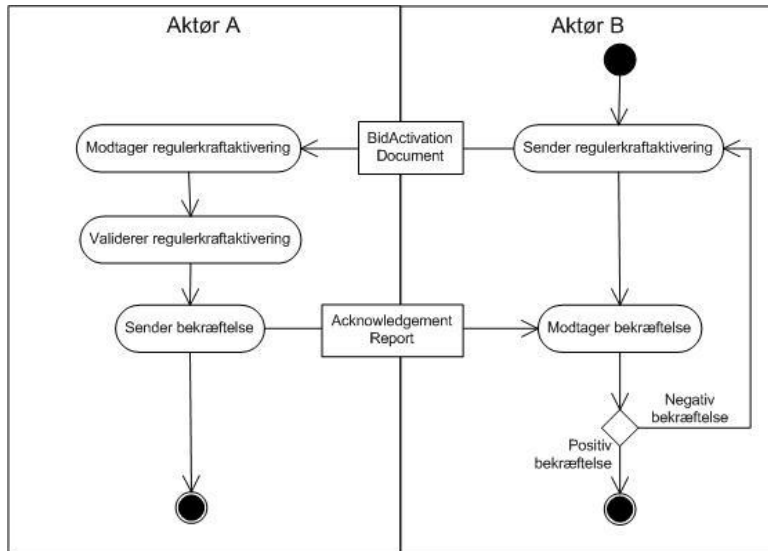 Aktør A
Aktør B
Modtager regulerkraftaktivering
BidActivation
Document
Sender regulerkraftaktivering
Validerer regulerkraftaktivering
Sender bekræftelse
Acknowledgement
Report
Modtager bekræftelse
Negativ
bekræftelse
Positiv
bekræftelse